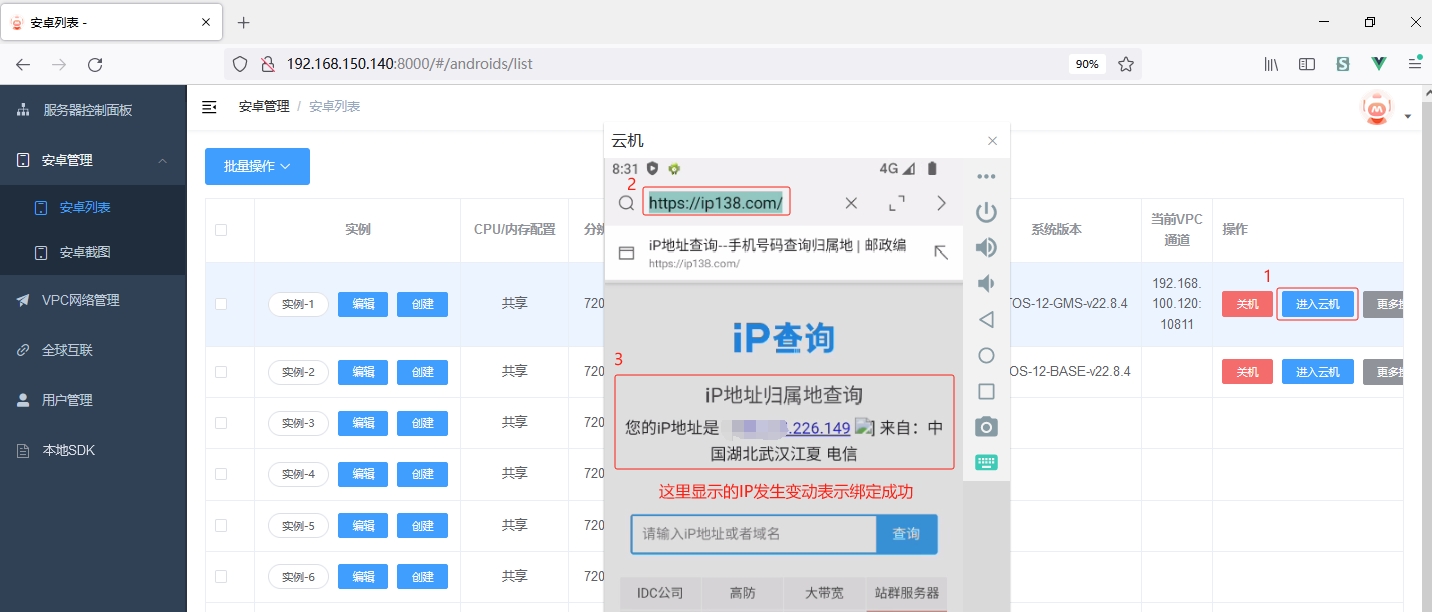 安卓列表 -
192.168.150.140:8000/#/androids/list
90%
服务器控制面板
安卓管理
安卓列表
安卓截图
VPC网络管理
全球互联
用户管理
本地SDK
安卓管理 / 安卓列表
批量操作
实例
CPU/内存配置
系统版本
当前VPC
通道
操作
实例-1 编辑 创建 共享 720
OS-12-GMS-v22.8.4
192.168.
100.120:
10811
1
关机 进入云机
实例-2 编辑 创建 共享 720
OS-12-BASE-v22.8.4
关机 进入云机
实例-3 编辑 创建 共享 720
实例-4 编辑 创建 共享 720
实例-5 编辑 创建 共享 720
实例-6 编辑 创建 共享 720
云机
8:31 4G
2
https://ip138.com/
iP地址查询--手机号码查询归属地 | 邮政编
https://ip138.com/
iP查询
3
iP地址归属地查询
您的iP地址是 .226.149 ] 来自：中
国湖北武汉江夏 电信
这里显示的IP发生变动表示绑定成功
请输入iP地址或者域名 查询
IDC公司 高防 大带宽 站群服务器